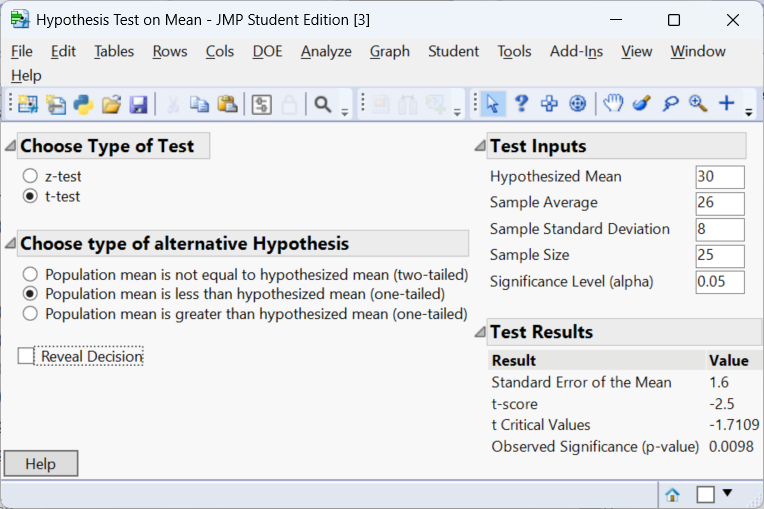 Hypothesis Test on Mean - JMP Student Edition [3]
File Edit Tables Rows Cols DOE Analyze Graph Student Tools Add-Ins View Window
Help
Choose Type of Test
z-test
t-test
Choose type of alternative Hypothesis
Population mean is not equal to hypothesized mean (two-tailed)
Population mean is less than hypothesized mean (one-tailed)
Population mean is greater than hypothesized mean (one-tailed)
Reveal Decision
Help
Test Inputs
Hypothesized Mean 30
Sample Average 26
Sample Standard Deviation 8
Sample Size 25
Significance Level (alpha) 0.05
Test Results
Result Value
Standard Error of the Mean 1.6
t-score -2.5
t Critical Values -1.7109
Observed Significance (p-value) 0.0098